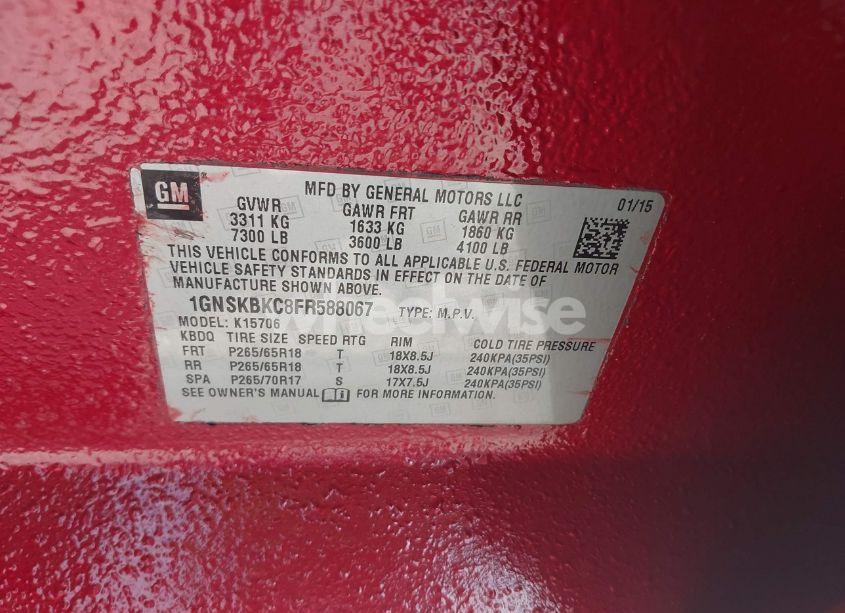 GM
MFD BY GENERAL MOTORS LLC
01/15
GVWR GAWR FRT GAWR RR
3311 KG 1633 KG 1860 KG
7300 LB 3600 LB 4100 LB
THIS VEHICLE CONFORMS TO ALL APPLICABLE U.S. FEDERAL MOTOR
VEHICLE SAFETY STANDARDS IN EFFECT ON THE DATE OF
MANUFACTURE SHOWN ABOVE.
1GNSKBKC8FR588067 TYPE: M.P.V.
MODEL: K15706
KBDQ TIRE SIZE SPEED RTG RIM COLD TIRE PRESSURE
FRT P265/65R18 T 18X8.5J 240KPA(35PSI)
RR P265/65R18 T 18X8.5J 240KPA(35PSI)
SPA P265/70R17 S 17X7.5J 240KPA(35PSI)
SEE OWNER'S MANUAL FOR MORE INFORMATION.
wheelwise